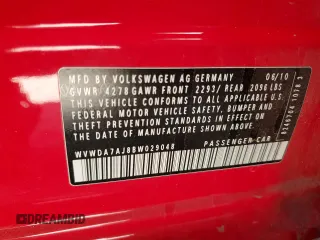 MFD BY VOLKSWAGEN AG GERMANY 06/10
GVWR/4278 GAWR FRONT 2293/ REAR 2096 LBS
THIS VEHICLE CONFORMS TO ALL APPLICABLE U.S.
FEDERAL MOTOR VEHICLE SAFETY, BUMPER AND
THEFT PREVENTION STANDARDS IN EFFECT ON THE
DATE OF MANUFACTURE SHOWN ABOVE.
WVWDA7AJ8BW029048
PASSENGER CAR
DREAMBID